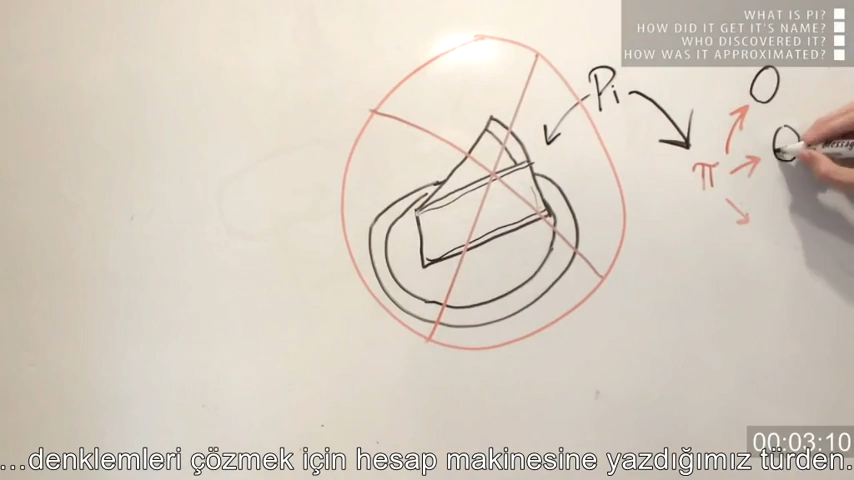 WHAT IS PI?
HOW DID IT GET IT'S NAME?
WHO DISCOVERED IT?
HOW WAS IT APPROXIMATED?
Pi
π
00:03:10
...denklemleri çözmek için hesap makinesine yazdığımız türden.